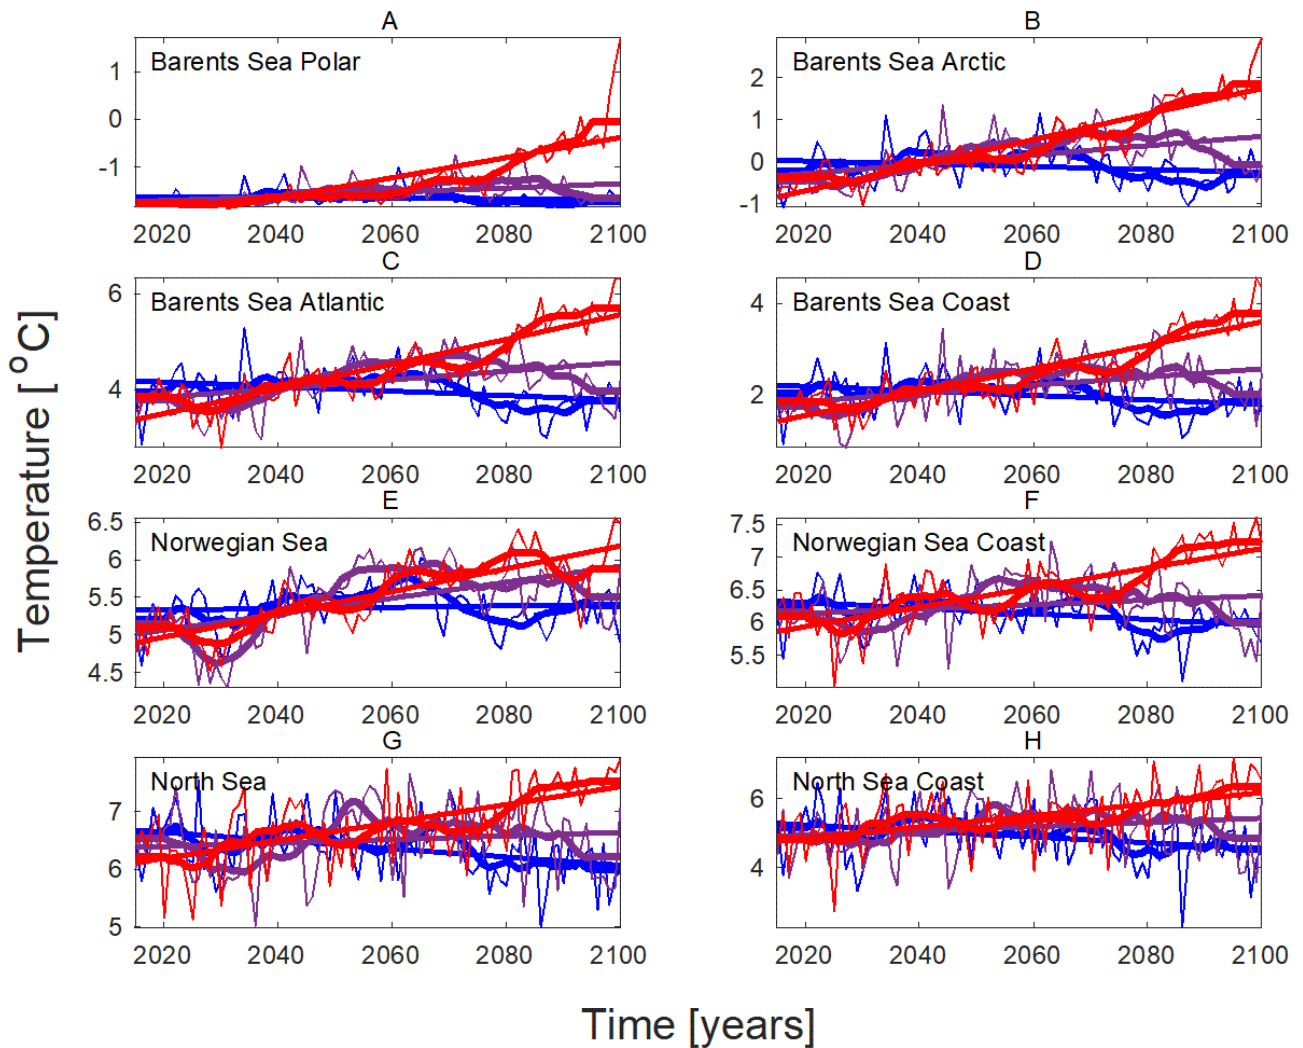 A
B
Barents Sea Polar
Barents Sea Arctic
1
0
-1
2
1
0
-1
2020 2040 2060 2080 2100
2020 2040 2060 2080 2100
C
D
Barents Sea Atlantic
Barents Sea Coast
6
4
4
2
2020 2040 2060 2080 2100
2020 2040 2060 2080 2100
E
F
Norwegian Sea
Norwegian Sea Coast
6.5
6
5.5
5
4.5
7.5
7
6.5
6
5.5
2020 2040 2060 2080 2100
2020 2040 2060 2080 2100
G
H
North Sea
North Sea Coast
7
6
5
6
4
2020 2040 2060 2080 2100
2020 2040 2060 2080 2100
Temperature [°C]
Time [years]